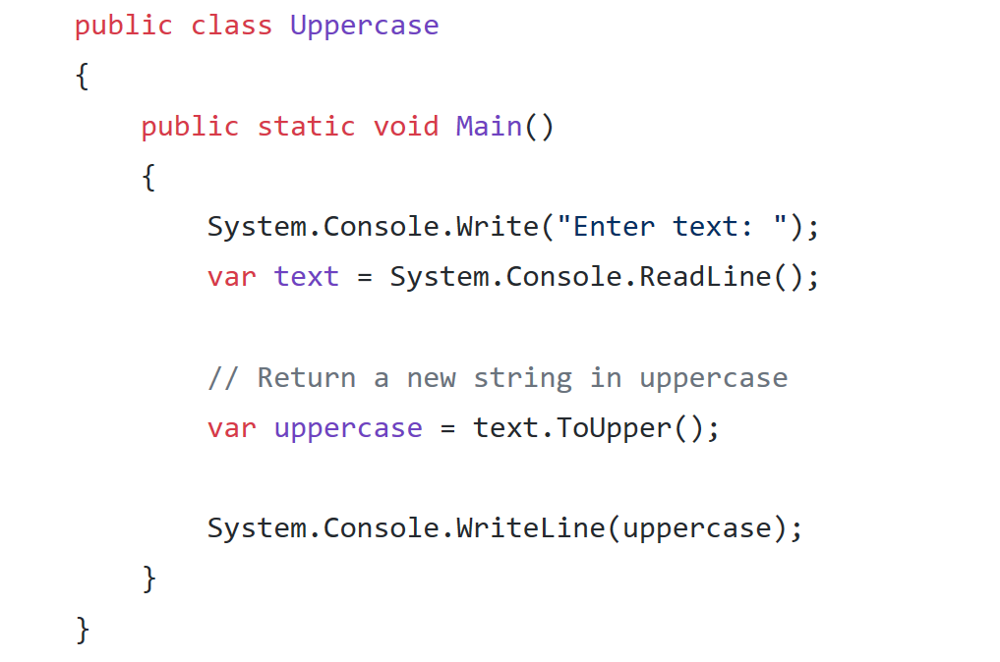 public class Uppercase
{
    public static void Main()
    {
        System.Console.Write("Enter text: ");
        var text = System.Console.ReadLine();

        // Return a new string in uppercase
        var uppercase = text.ToUpper();

        System.Console.WriteLine(uppercase);
    }
}